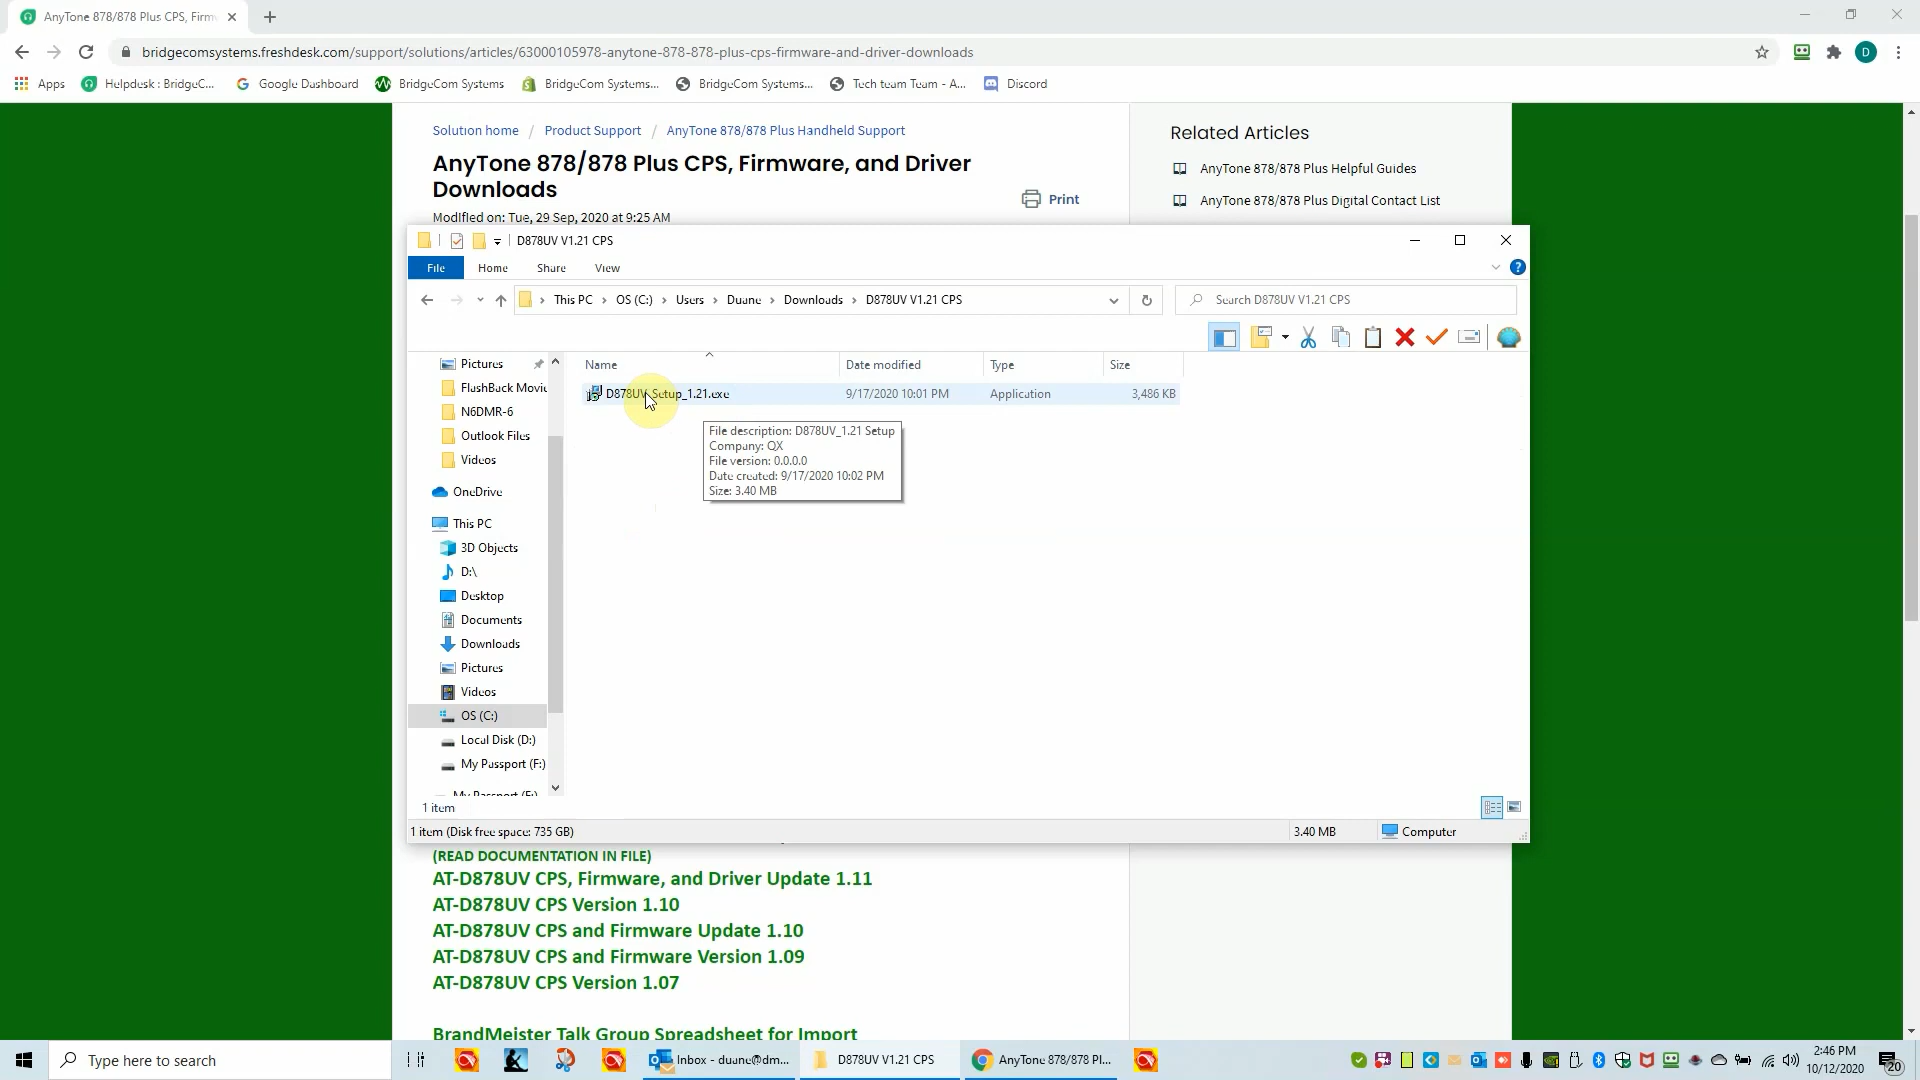 AnyTone 878/878 Plus CPS, Firmw
bridgecomsystems.freshdesk.com/support/solutions/articles/63000105978-anytone-878-878-plus-cps-firmware-and-driver-downloads
D
Apps
Helpdesk : BridgeC...
Google Dashboard
BridgeCom Systems
BridgeCom Systems...
BridgeCom Systems...
Tech team Team - A...
Discord
Solution home / Product Support / AnyTone 878/878 Plus Handheld Support
AnyTone 878/878 Plus CPS, Firmware, and Driver
Downloads
Print
Modified on: Tue, 29 Sep, 2020 at 9:25 AM
Related Articles
AnyTone 878/878 Plus Helpful Guides
AnyTone 878/878 Plus Digital Contact List
D878UV V1.21 CPS
File
Home
Share
View
This PC > OS (C:) > Users > Duane > Downloads > D878UV V1.21 CPS
Search D878UV V1.21 CPS
Pictures
FlashBack Movie
N6DMR-6
Outlook Files
Videos
OneDrive
This PC
3D Objects
D:\
Desktop
Documents
Downloads
Pictures
Videos
OS (C:)
Local Disk (D:)
My Passport (F:)
My Passport (F:)
Name
Date modified
Type
Size
D878UV_Setup_1.21.exe
9/17/2020 10:01 PM
Application
3,486 KB
File description: D878UV_1.21 Setup
Company: QX
File version: 0.0.0.0
Date created: 9/17/2020 10:02 PM
Size: 3.40 MB
1 item
1 item (Disk free space: 735 GB)
3.40 MB
Computer
(READ DOCUMENTATION IN FILE)
AT-D878UV CPS, Firmware, and Driver Update 1.11
AT-D878UV CPS Version 1.10
AT-D878UV CPS and Firmware Update 1.10
AT-D878UV CPS and Firmware Version 1.09
AT-D878UV CPS Version 1.07
BrandMeister Talk Group Spreadsheet for Import
Type here to search
Inbox - duane@dm...
D878UV V1.21 CPS
AnyTone 878/878 Pl...
2:46 PM
10/12/2020
20